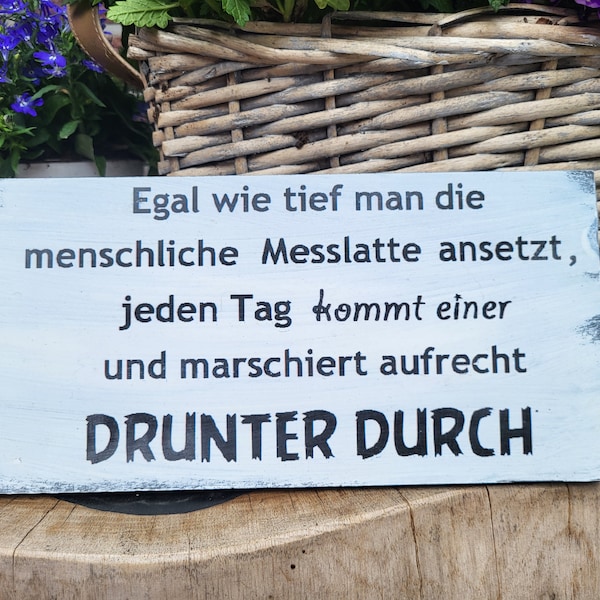 Egal wie tief man die
menschliche Messlatte ansetzt,
jeden Tag kommt einer
und marschiert aufrecht
DRUNTER DURCH